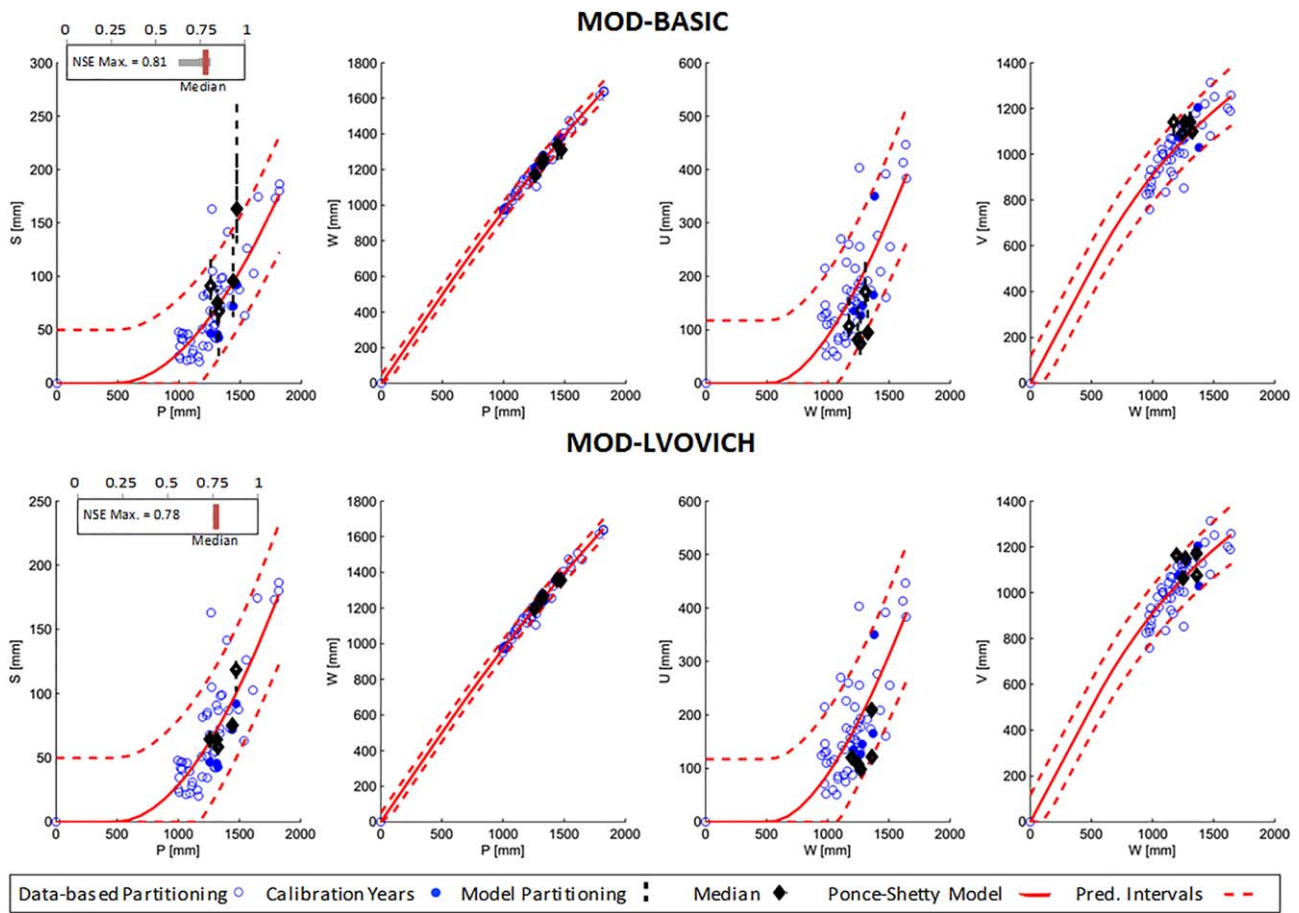 MOD-BASIC
0 0.25 0.5 0.75 1
NSE Max. = 0.81
Median
300
250
200
150
100
50
0
S [mm]
0 500 1000 1500 2000
P [mm]
1800
1600
1400
1200
1000
800
600
400
200
0
W [mm]
0 500 1000 1500 2000
P [mm]
600
500
400
300
200
100
0
U [mm]
0 500 1000 1500 2000
W [mm]
1400
1200
1000
800
600
400
200
0
V [mm]
0 500 1000 1500 2000
W [mm]
MOD-LVOVICH
0 0.25 0.5 0.75 1
NSE Max. = 0.78
Median
250
200
150
100
50
0
S [mm]
0 500 1000 1500 2000
P [mm]
1800
1600
1400
1200
1000
800
600
400
200
0
W [mm]
0 500 1000 1500 2000
P [mm]
600
500
400
300
200
100
0
U [mm]
0 500 1000 1500 2000
W [mm]
1400
1200
1000
800
600
400
200
0
V [mm]
0 500 1000 1500 2000
W [mm]
Data-based Partitioning Calibration Years Model Partitioning Median Ponce-Shetty Model Pred. Intervals